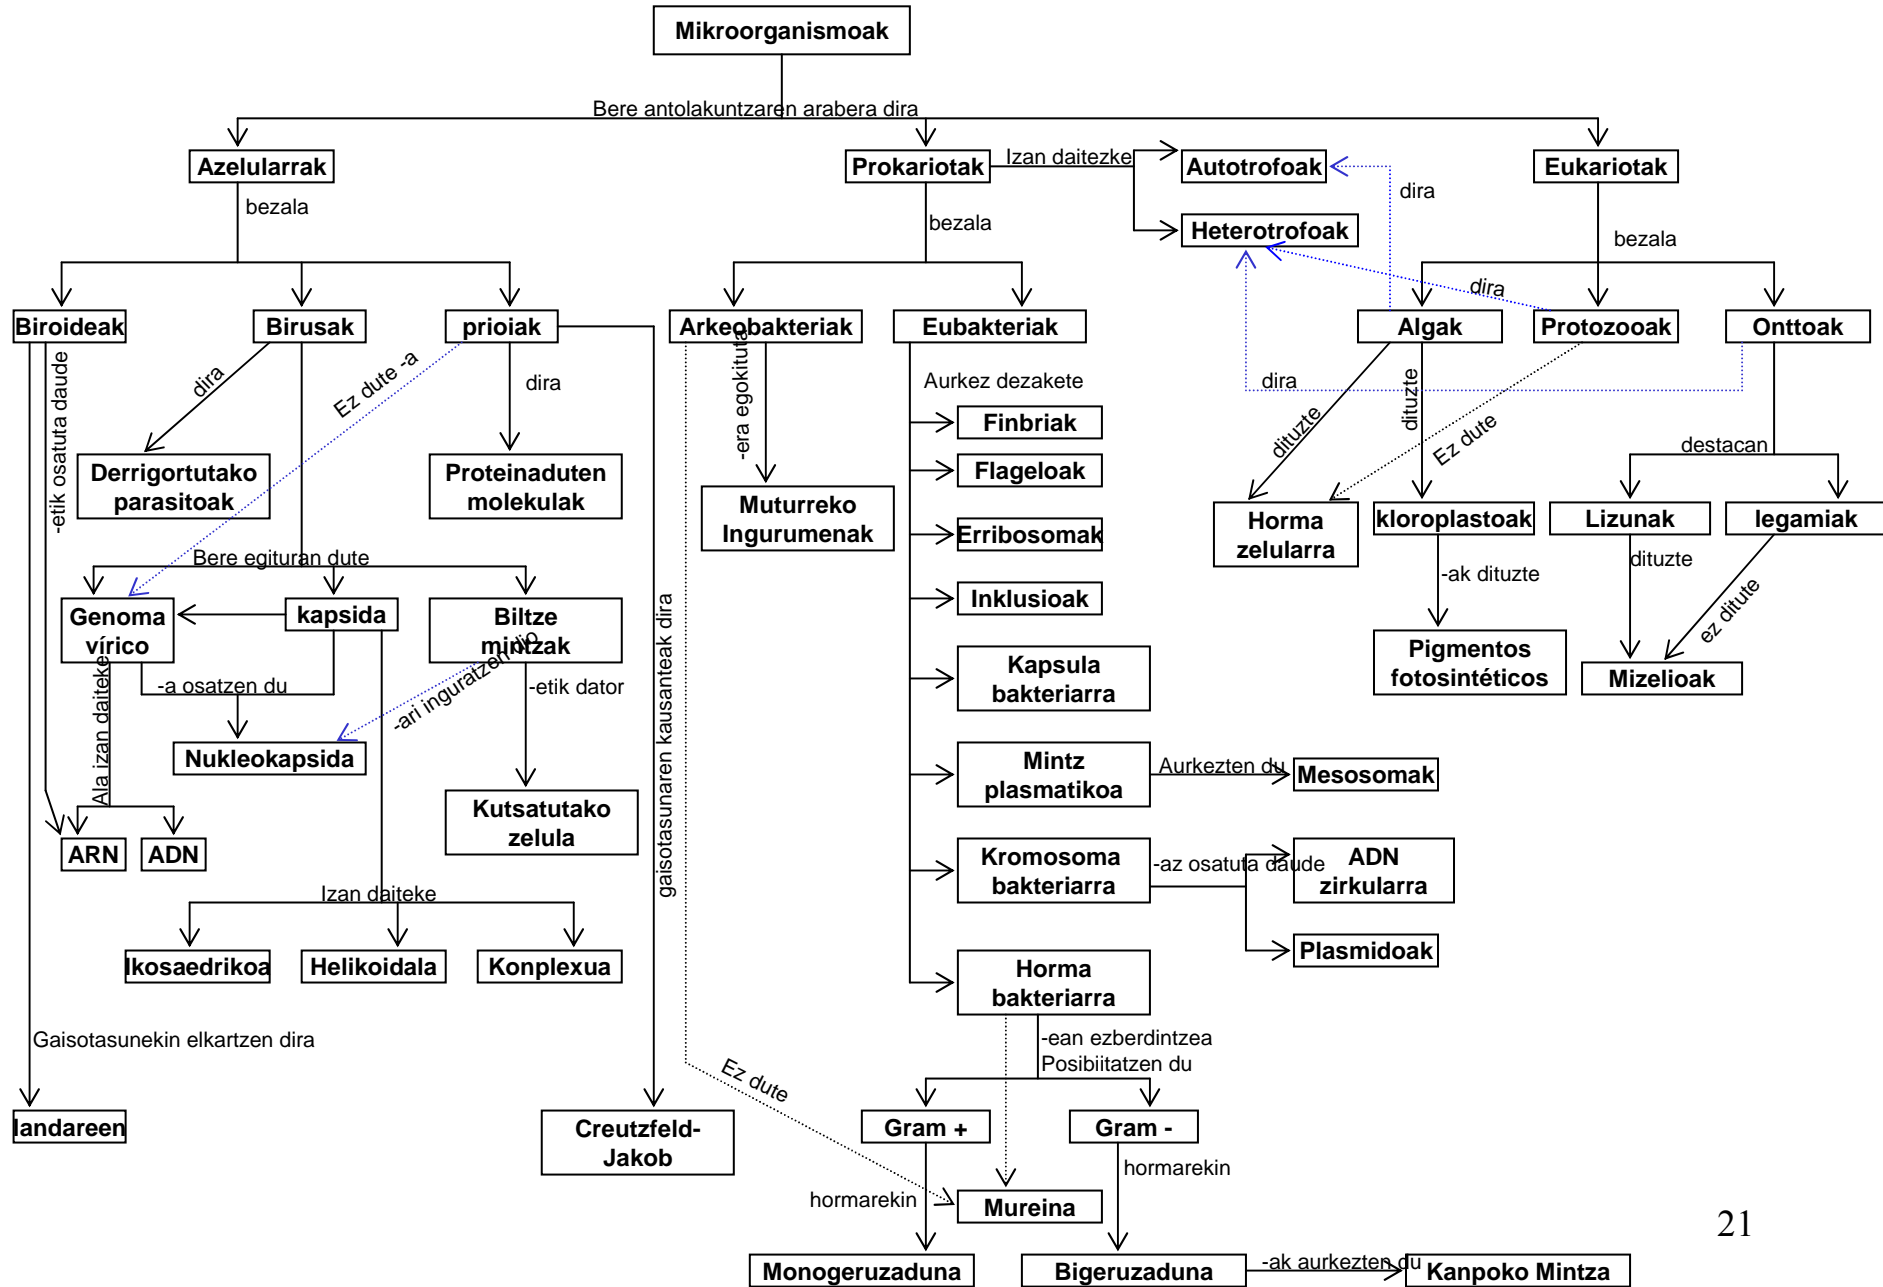 Mikroorganismoak
Bere antolakuntzaren arabera dira
Azelularrak
Prokariotak
Izan daitezke
Autotrofoak
Eukariotak
bezala
bezala
Heterotrofoak
dira
bezala
Biroideak
Birusak
prioiak
Arkeobakteriak
Eubakteriak
Algak
dira
Protozooak
Onttoak
-etik osatuta daude
dira
Ez dute -a
dira
-era egokituta
Aurkez dezakete
dira
dituzte
dituzte
Ez dute
destacan
Finbriak
Flageloak
Derrigortutako
parasitoak
Proteinaduten
molekulak
Muturreko
Ingurumenak
Erribosomak
Horma
zelularra
kloroplastoak
Lizunak
legamiak
Bere egituran dute
-ak dituzte
dituzte
ez ditute
Genoma
vírico
kapsida
Biltze
mintzak
Inklusioak
Kapsula
bakteriarra
Pigmentos
fotosintéticos
Mizelioak
Ala izan daiteke
-a osatzen du
-ari inguratzen dio
-etik dator
gaisotasunaren kausanteak dira
Nukleokapsida
Mintz
plasmatikoa
Aurkezten du
Mesosomak
Kutsatutako
zelula
ARN
ADN
Kromosoma
bakteriarra
-az osatuta daude
ADN
zirkularra
Izan daiteke
Ikosaedrikoa
Helikoidala
Konplexua
Plasmidoak
Horma
bakteriarra
Gaisotasunekin elkartzen dira
-ean ezberdintzea
Posibiitatzen du
Ez dute
landareen
Creutzfeld-
Jakob
Gram +
Gram -
hormarekin
hormarekin
Mureina
Monogeruzaduna
Bigeruzaduna
-ak aurkezten du
Kanpoko Mintza
21